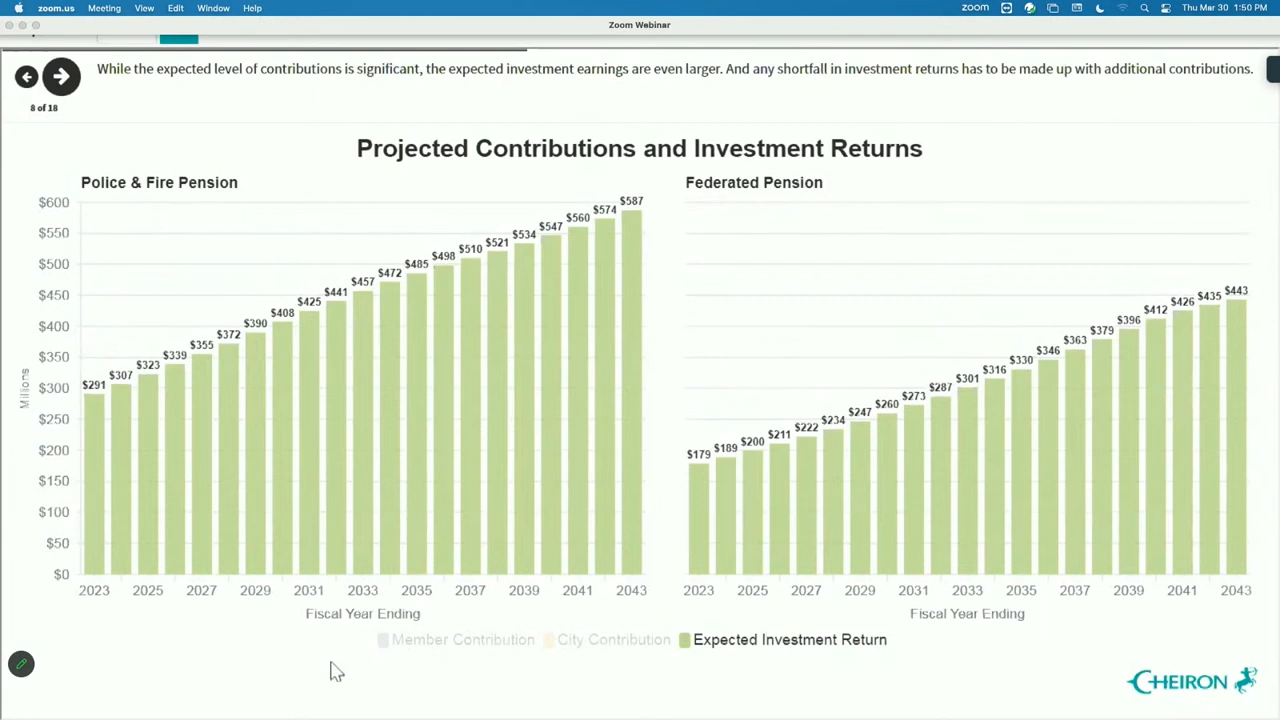 zoom.us Meeting View Edit Window Help
zoom Thu Mar 30 1:50 PM
Zoom Webinar
While the expected level of contributions is significant, the expected investment earnings are even larger. And any shortfall in investment returns has to be made up with additional contributions.
8 of 18
Projected Contributions and Investment Returns
Police & Fire Pension
Federated Pension
Millions
$600
$550
$500
$450
$400
$350
$300
$250
$200
$150
$100
$50
$0
$291 $307 $323 $339 $355 $372 $390 $408 $425 $441 $457 $472 $485 $498 $510 $521 $534 $547 $560 $574 $587
$179 $189 $200 $211 $222 $234 $247 $260 $273 $287 $301 $316 $330 $346 $363 $379 $396 $412 $426 $435 $443
2023 2025 2027 2029 2031 2033 2035 2037 2039 2041 2043
2023 2025 2027 2029 2031 2033 2035 2037 2039 2041 2043
Fiscal Year Ending
Fiscal Year Ending
Member Contribution City Contribution Expected Investment Return
CHEIRON